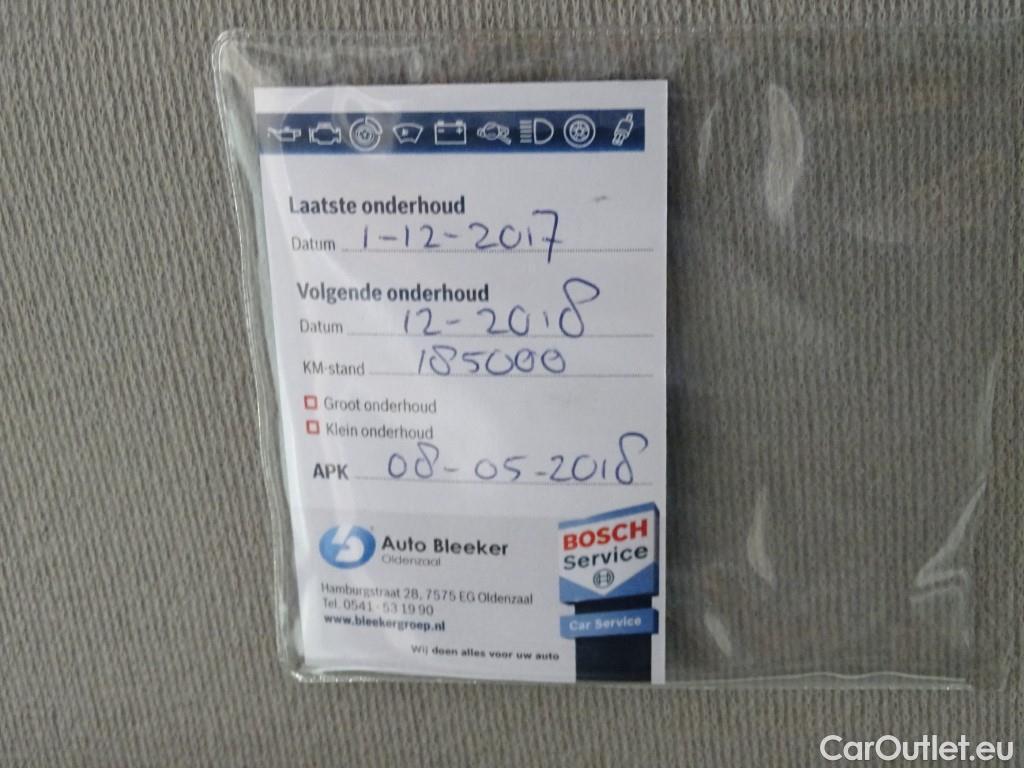 Laatste onderhoud
Datum 1-12-2017
Volgende onderhoud
Datum 12-2018
KM-stand 185000
Groot onderhoud
Klein onderhoud
APK 08-05-2018
Auto Bleeker
Oldenzaal
BOSCH
Service
Hamburgstraat 28, 7575 EG Oldenzaal
Tel. 0541 - 53 19 90
www.bleekergroep.nl
Car Service
Wij doen alles voor uw auto
CarOutlet.eu